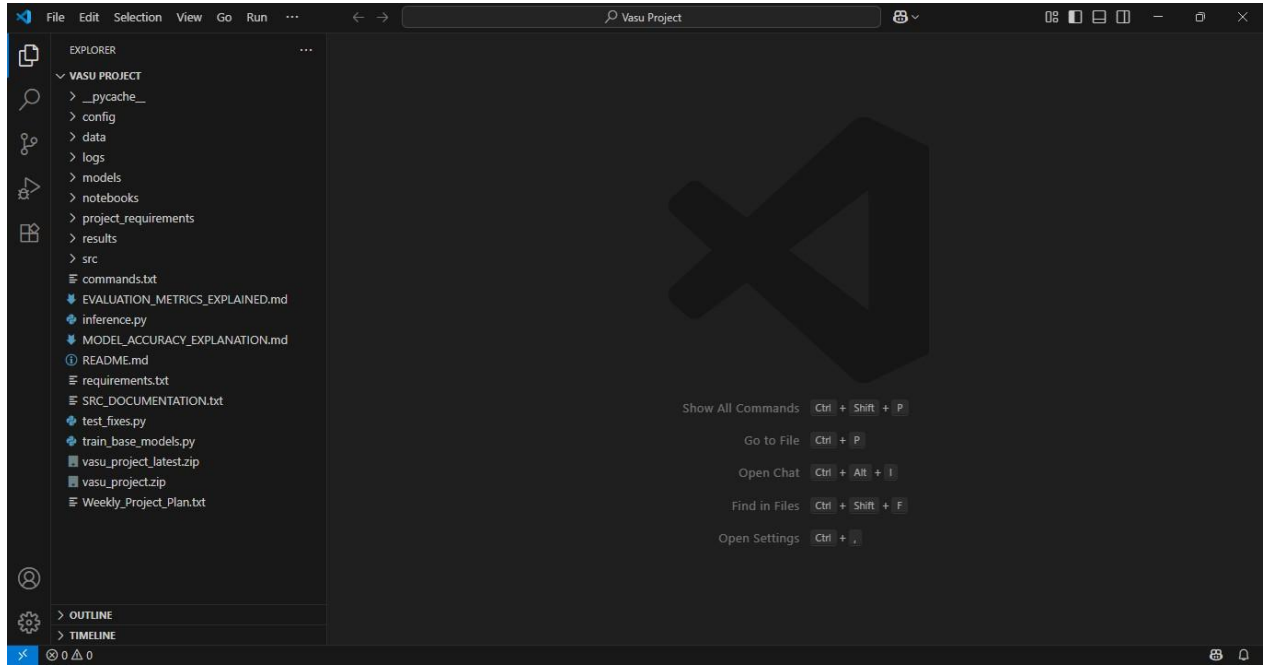 File Edit Selection View Go Run ···
Vasu Project
EXPLORER
VASU PROJECT
__pycache__
config
data
logs
models
notebooks
project_requirements
results
src
commands.txt
EVALUATION_METRICS_EXPLAINED.md
inference.py
MODEL_ACCURACY_EXPLANATION.md
README.md
requirements.txt
SRC_DOCUMENTATION.txt
test_fixes.py
train_base_models.py
vasu_project_latest.zip
vasu_project.zip
Weekly_Project_Plan.txt
OUTLINE
TIMELINE
0 0
Show All Commands Ctrl + Shift + P
Go to File Ctrl + P
Open Chat Ctrl + Alt + I
Find in Files Ctrl + Shift + F
Open Settings Ctrl + ,